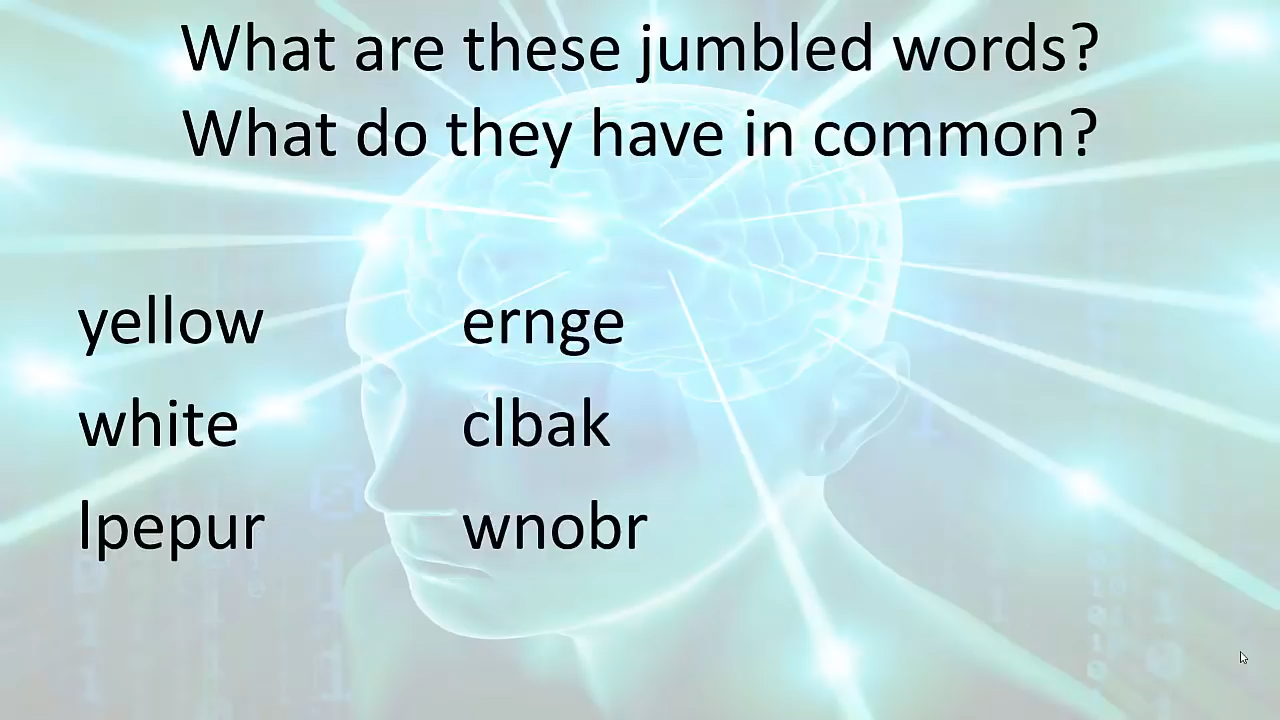 What are these jumbled words?
What do they have in common?
yellow ernge
white clbak
lpepur wnobr